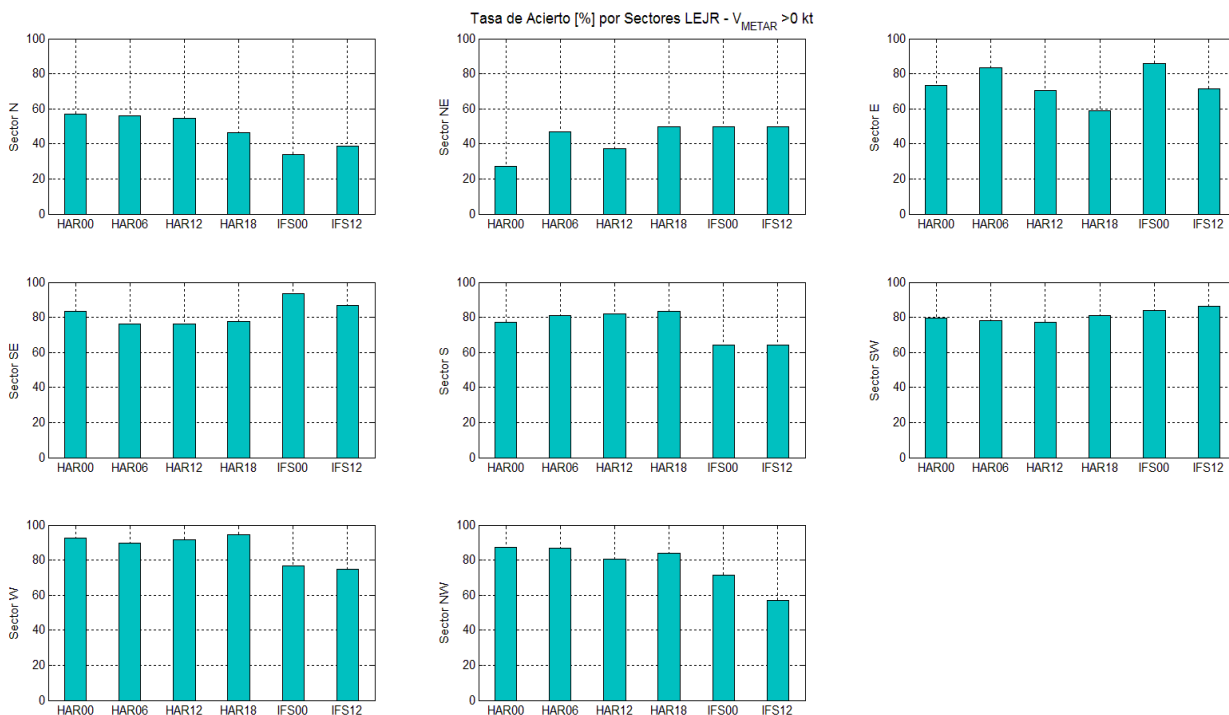 Tasa de Acierto [%] por Sectores LEJR - V_METAR >0 kt
Sector N
100
80
60
40
20
0
HAR00 HAR06 HAR12 HAR18 IFS00 IFS12
Sector NE
100
80
60
40
20
0
HAR00 HAR06 HAR12 HAR18 IFS00 IFS12
Sector E
100
80
60
40
20
0
HAR00 HAR06 HAR12 HAR18 IFS00 IFS12
Sector SE
100
80
60
40
20
0
HAR00 HAR06 HAR12 HAR18 IFS00 IFS12
Sector S
100
80
60
40
20
0
HAR00 HAR06 HAR12 HAR18 IFS00 IFS12
Sector SW
100
80
60
40
20
0
HAR00 HAR06 HAR12 HAR18 IFS00 IFS12
Sector W
100
80
60
40
20
0
HAR00 HAR06 HAR12 HAR18 IFS00 IFS12
Sector NW
100
80
60
40
20
0
HAR00 HAR06 HAR12 HAR18 IFS00 IFS12